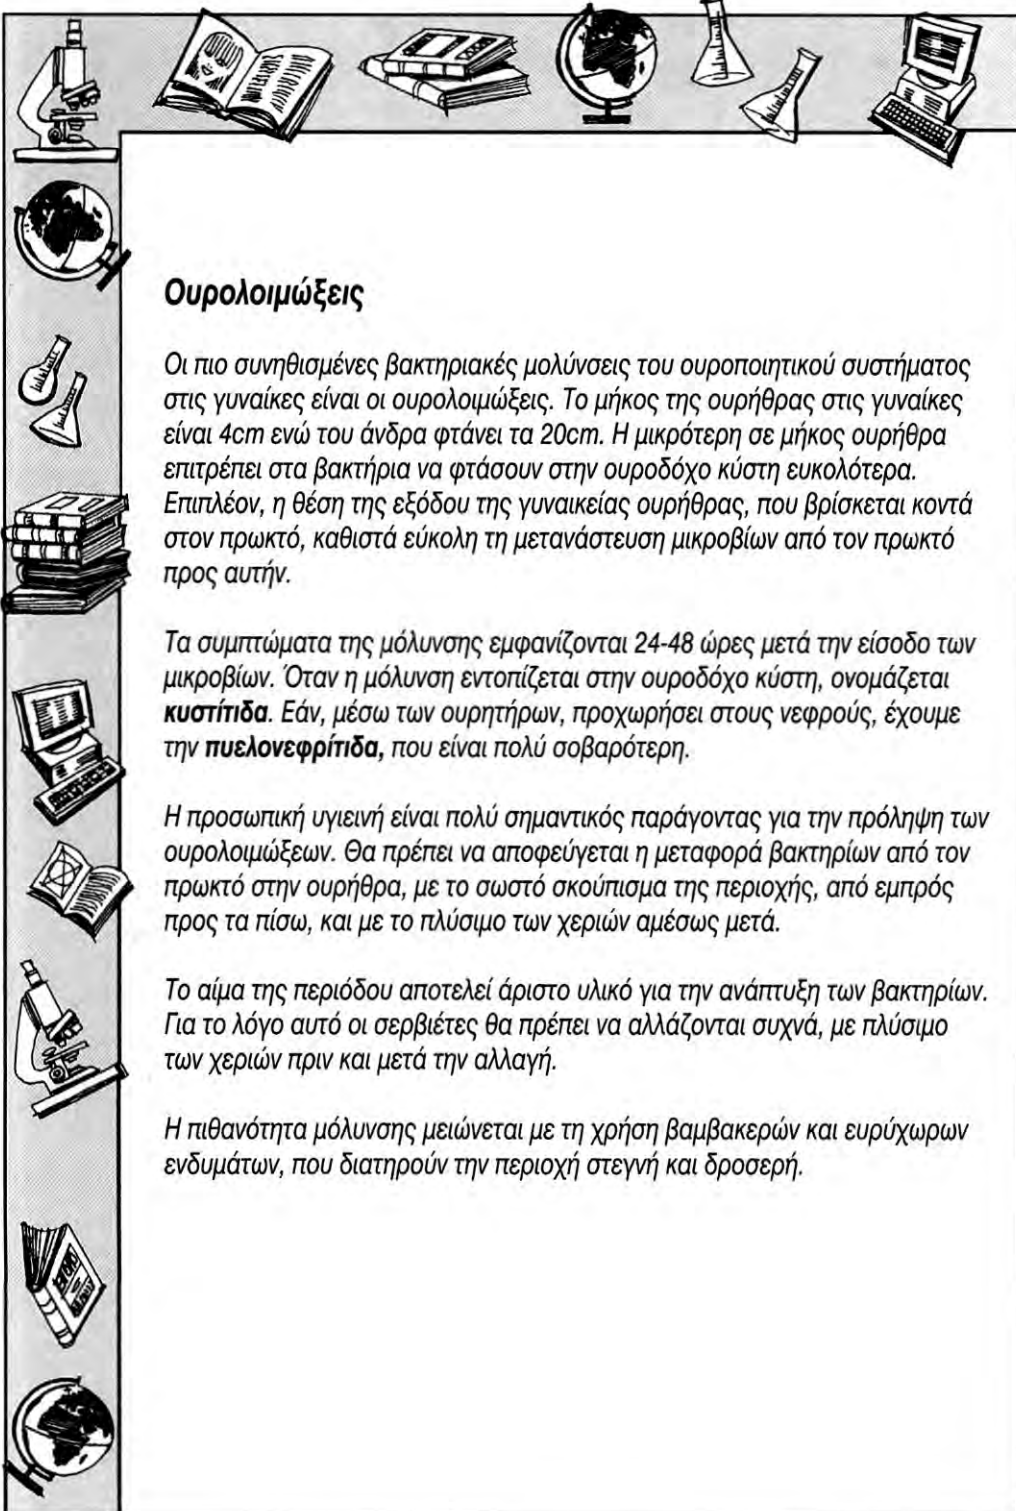 Ουρολοιμώξεις
Οι πιο συνηθισμένες βακτηριακές μολύνσεις του ουροποιητικού συστήματος
στις γυναίκες είναι οι ουρολοιμώξεις. Το μήκος της ουρήθρας στις γυναίκες
είναι 4cm ενώ του άνδρα φτάνει τα 20cm. Η μικρότερη σε μήκος ουρήθρα
επιτρέπει στα βακτήρια να φτάσουν στην ουροδόχο κύστη ευκολότερα.
Επιπλέον, η θέση της εξόδου της γυναικείας ουρήθρας, που βρίσκεται κοντά
στον πρωκτό, καθιστά εύκολη τη μετανάστευση μικροβίων από τον πρωκτό
προς αυτήν.
Τα συμπτώματα της μόλυνσης εμφανίζονται 24-48 ώρες μετά την είσοδο των
μικροβίων. Όταν η μόλυνση εντοπίζεται στην ουροδόχο κύστη, ονομάζεται
κυστίτιδα. Εάν, μέσω των ουρητήρων, προχωρήσει στους νεφρούς, έχουμε
την πυελονεφρίτιδα, που είναι πολύ σοβαρότερη.
Η προσωπική υγιεινή είναι πολύ σημαντικός παράγοντας για την πρόληψη των
ουρολοιμώξεων. Θα πρέπει να αποφεύγεται η μεταφορά βακτηρίων από τον
πρωκτό στην ουρήθρα, με το σωστό σκούπισμα της περιοχής, από εμπρός
προς τα πίσω, και με το πλύσιμο των χεριών αμέσως μετά.
Το αίμα της περιόδου αποτελεί άριστο υλικό για την ανάπτυξη των βακτηρίων.
Για το λόγο αυτό οι σερβιέτες θα πρέπει να αλλάζονται συχνά, με πλύσιμο
των χεριών πριν και μετά την αλλαγή.
Η πιθανότητα μόλυνσης μειώνεται με τη χρήση βαμβακερών και ευρύχωρων
ενδυμάτων, που διατηρούν την περιοχή στεγνή και δροσερή.